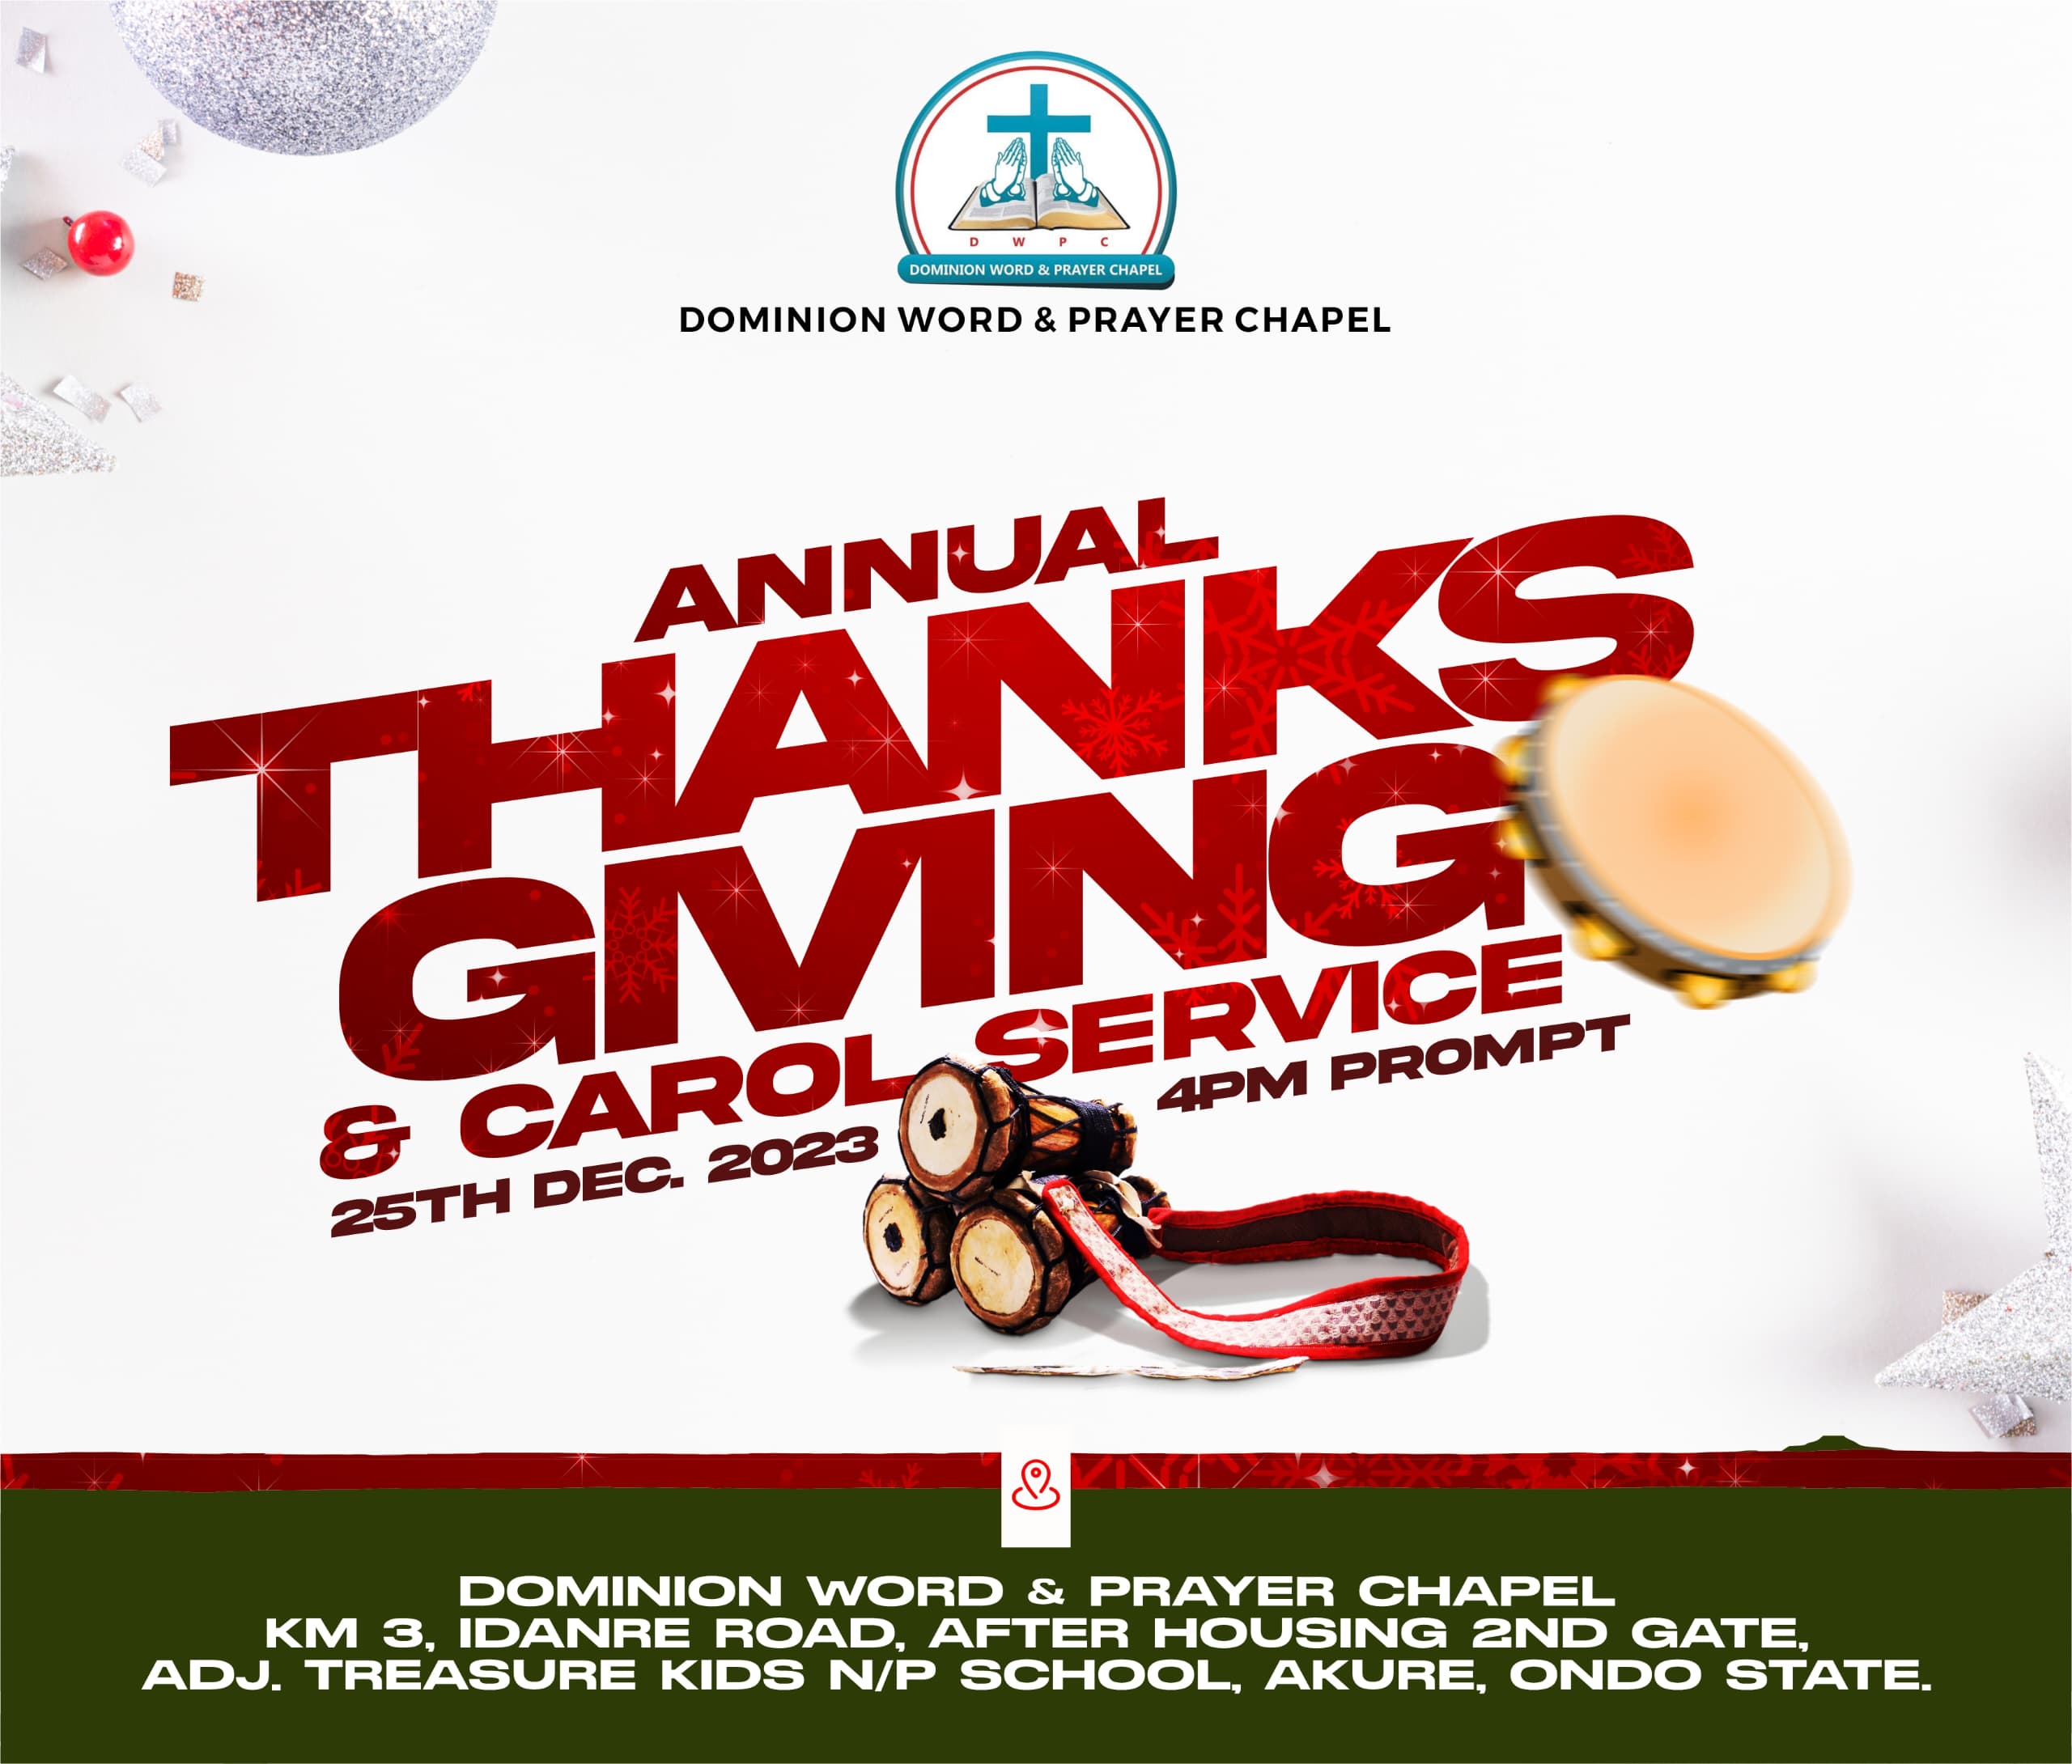 D W P C
DOMINION WORD & PRAYER CHAPEL
DOMINION WORD & PRAYER CHAPEL
ANNUAL
THANKS
GIVING
& CAROL SERVICE
25TH DEC. 2023 4PM PROMPT
DOMINION WORD & PRAYER CHAPEL
KM 3, IDANRE ROAD, AFTER HOUSING 2ND GATE,
ADJ. TREASURE KIDS N/P SCHOOL, AKURE, ONDO STATE.